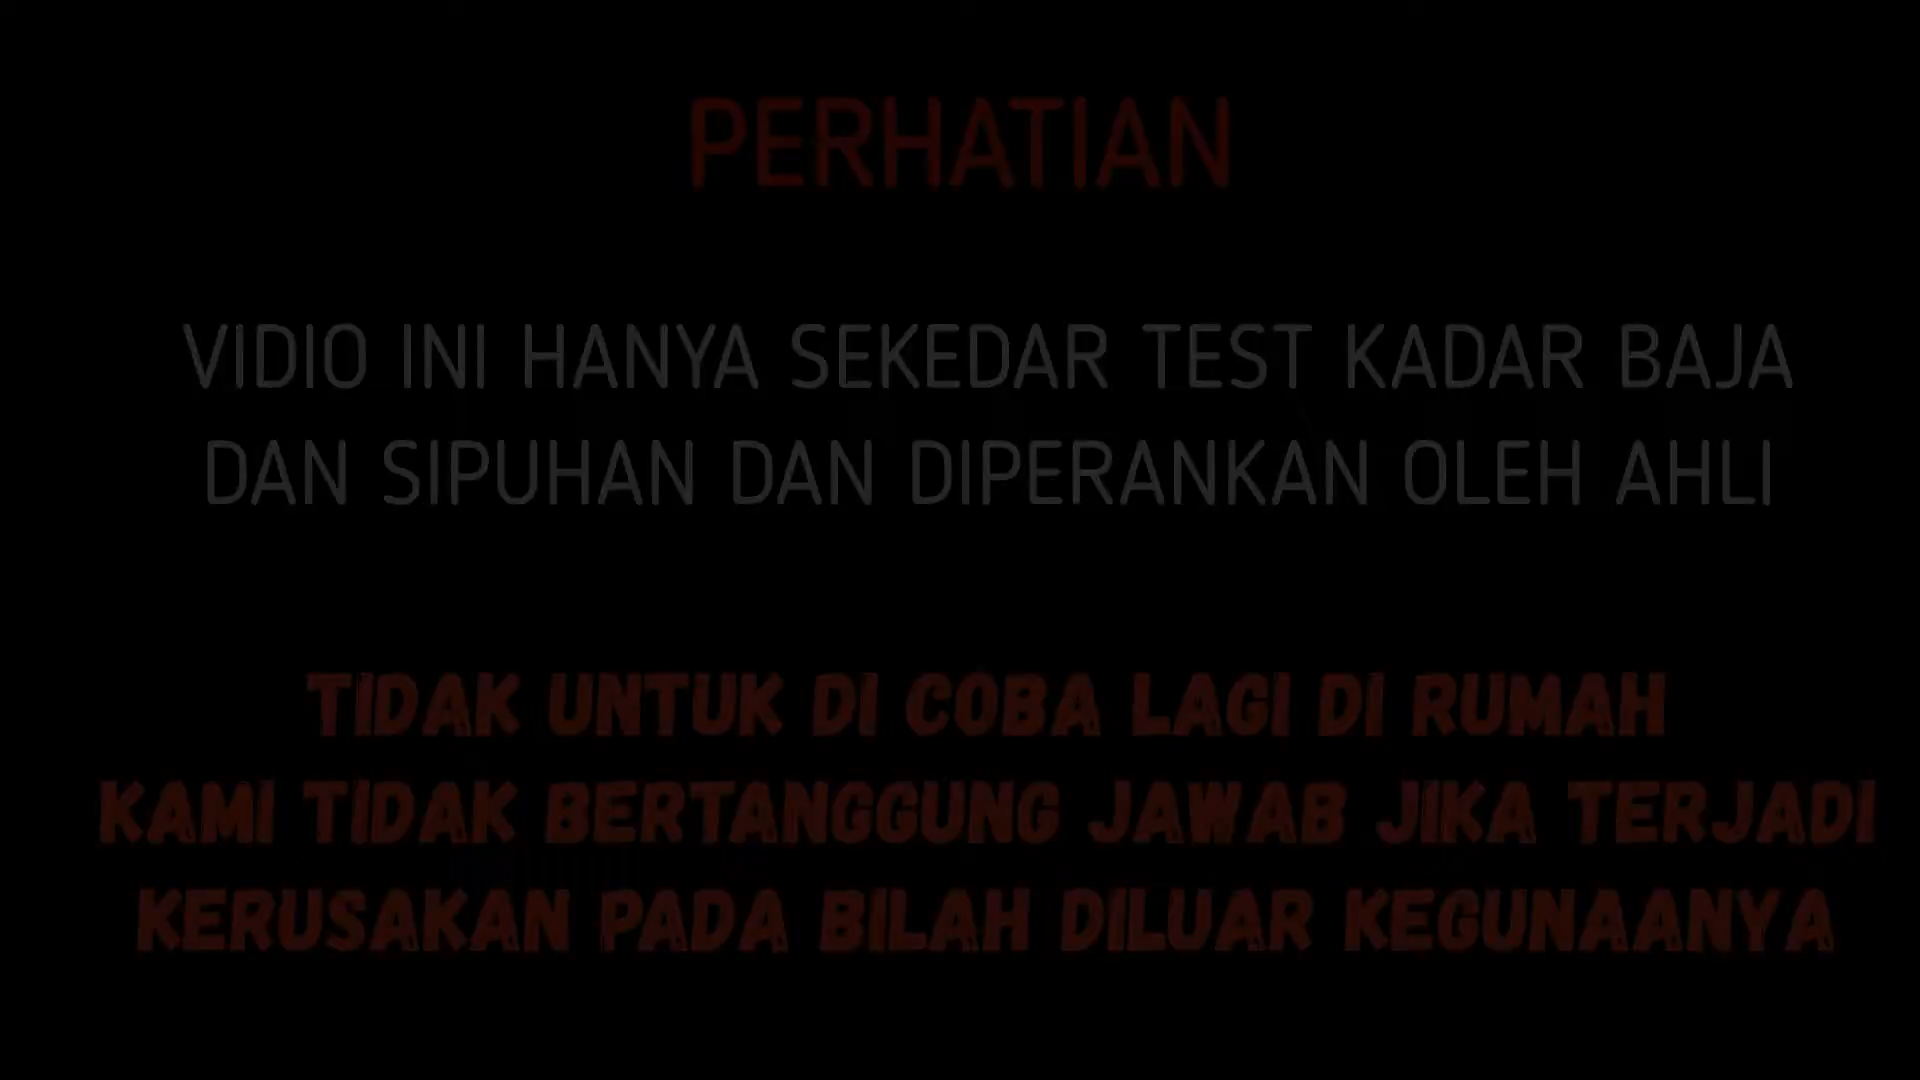 PERHATIAN
VIDIO INI HANYA SEKEDAR TEST KADAR BAJA
DAN SIPUHAN DAN DIPERANKAN OLEH AHLI
TIDAK UNTUK DI COBA LAGI DI RUMAH
KAMI TIDAK BERTANGGUNG JAWAB JIKA TERJADI
KERUSAKAN PADA BILAH DILUAR KEGUNAANYA